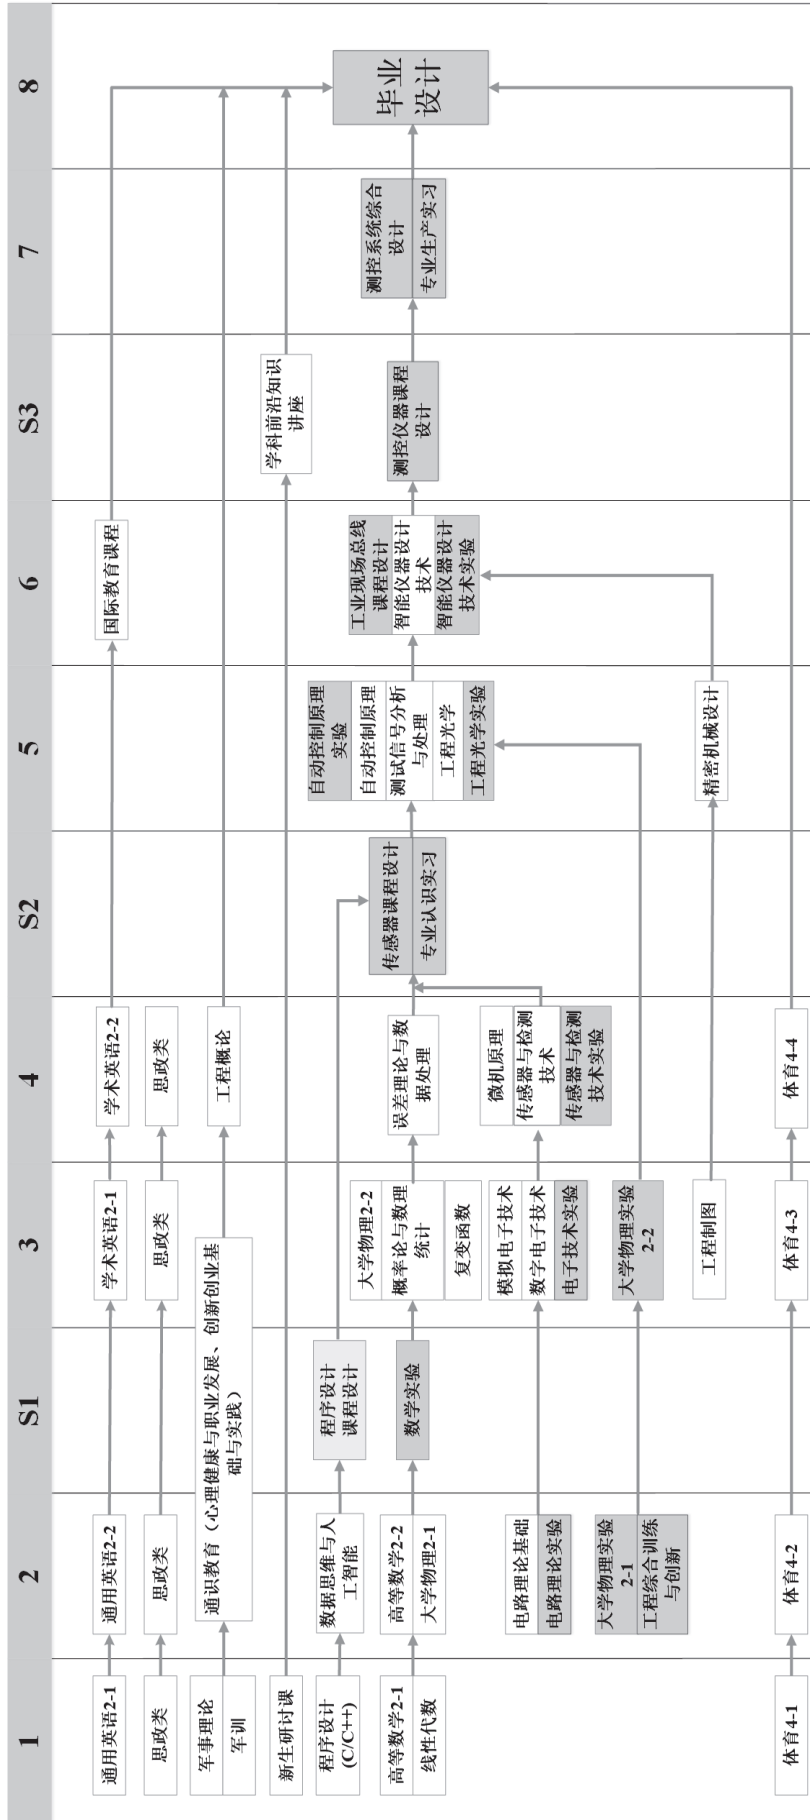 1
2
S1
3
4
S2
5
6
S3
7
8
通用英语2-1
通用英语2-2
学术英语2-1
学术英语2-2
国际教育课程
思政类
思政类
思政类
思政类
军事理论
军训
通识教育（心理健康与职业发展、创新创业基
础与实践）
工程概论
新生研讨课
学科前沿知识
讲座
程序设计
(C/C++)
数据思维与人
工智能
程序设计
课程设计
高等数学2-1
线性代数
高等数学2-2
大学物理2-1
数学实验
大学物理2-2
概率论与数理
统计
复变函数
误差理论与数
据处理
传感器课程设计
专业认识实习
自动控制原理
实验
自动控制原理
测试信号分析
与处理
工程光学
工程光学实验
工业现场总线
课程设计
智能仪器设计
技术
智能仪器设计
技术实验
测控仪器课程
设计
测控系统综合
设计
专业生产实习
毕业
设计
电路理论基础
电路理论实验
模拟电子技术
数字电子技术
电子技术实验
微机原理
传感器与检测
技术
传感器与检测
技术实验
大学物理实验
2-1
工程综合训练
与创新
大学物理实验
2-2
工程制图
精密机械设计
体育4-1
体育4-2
体育4-3
体育4-4